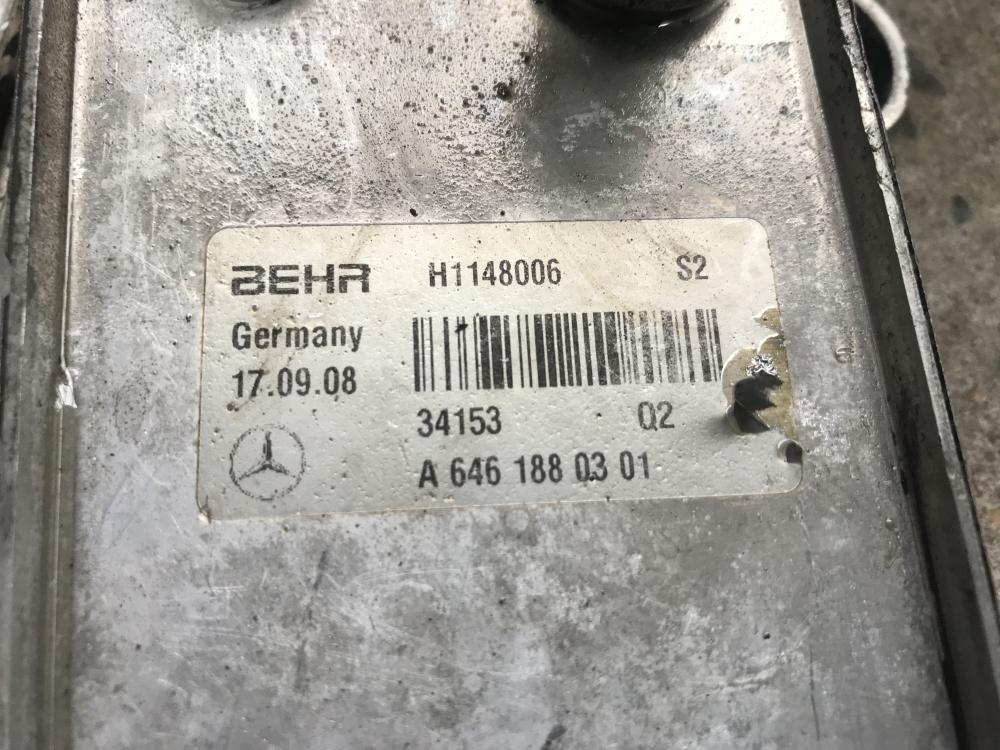 BEHR H1148006 S2
Germany
17.09.08
34153 Q2
A 646 188 03 01